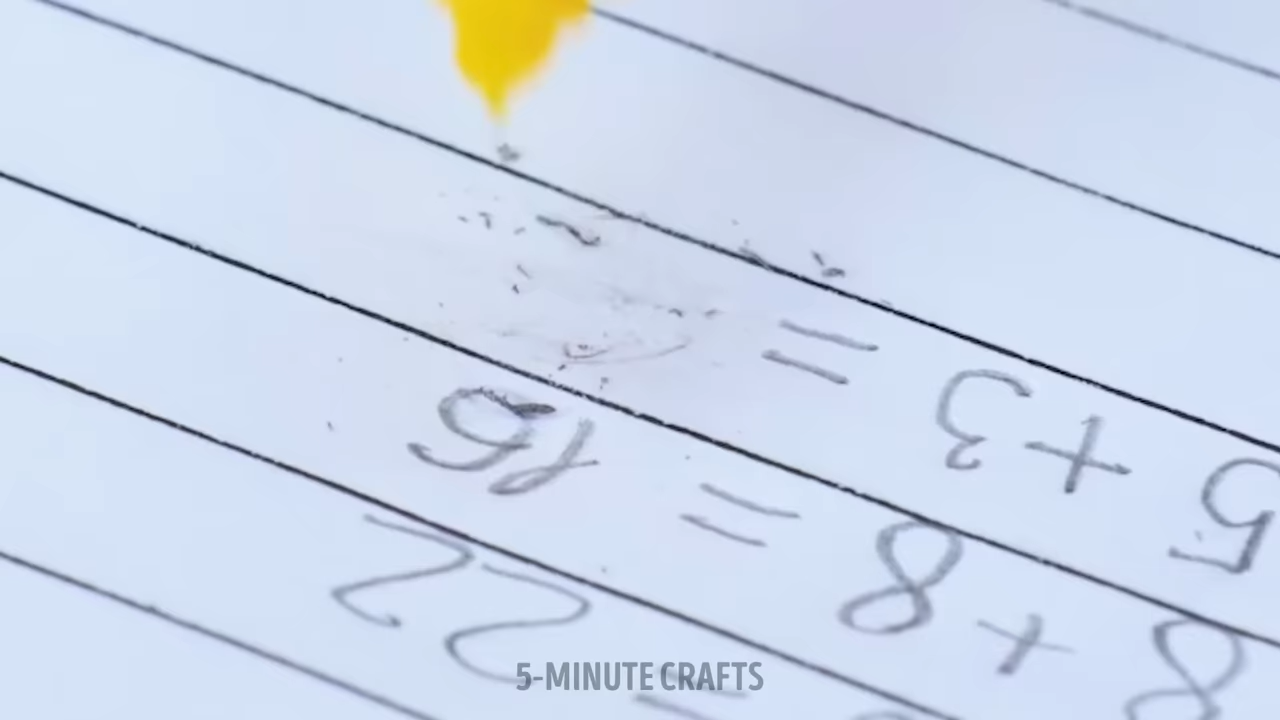 = 22
8 + 8 = 16
5 + 3 =
5-MINUTE CRAFTS